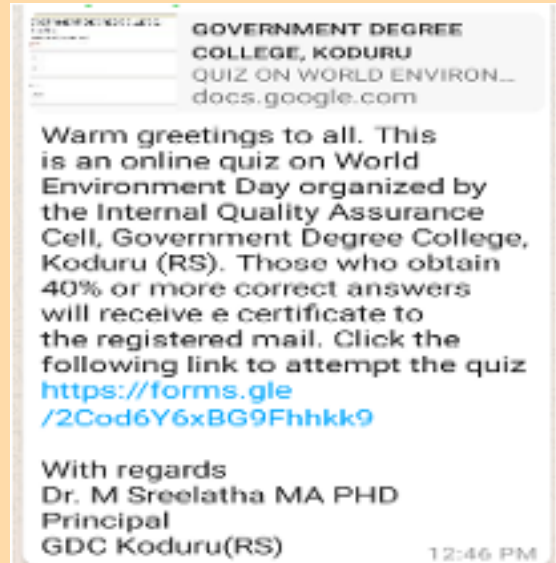 GOVERNMENT DEGREE
COLLEGE, KODURU
QUIZ ON WORLD ENVIRON...
docs.google.com
Warm greetings to all. This
is an online quiz on World
Environment Day organized by
the Internal Quality Assurance
Cell, Government Degree College,
Koduru (RS). Those who obtain
40% or more correct answers
will receive e certificate to
the registered mail. Click the
following link to attempt the quiz
https://forms.gle
/2Cod6Y6xBG9Fhhkk9
With regards
Dr. M Sreelatha MA PHD
Principal
GDC Koduru(RS)
12:46 PM